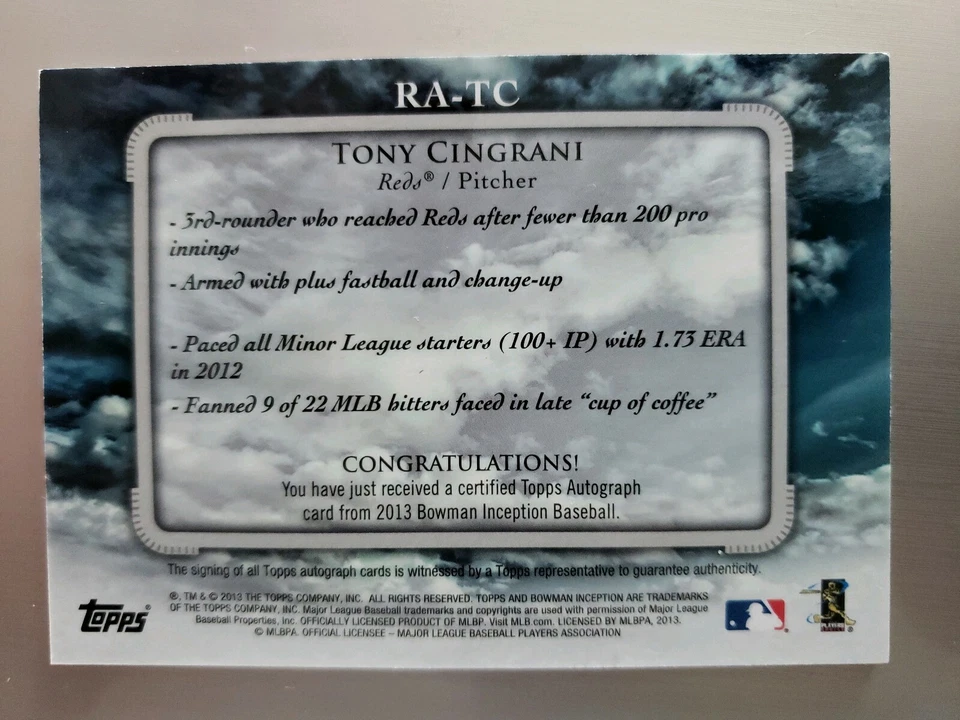 RA-TC
TONY CINGRANI
Reds® / Pitcher
- 3rd-rounder who reached Reds after fewer than 200 pro
innings
- Armed with plus fastball and change-up
- Paced all Minor League starters (100+ IP) with 1.73 ERA
in 2012
- Fanned 9 of 22 MLB hitters faced in late “cup of coffee”
CONGRATULATIONS!
You have just received a certified Topps Autograph
card from 2013 Bowman Inception Baseball.
The signing of all Topps autograph cards is witnessed by a Topps representative to guarantee authenticity.
®, TM & © 2013 THE TOPPS COMPANY, INC. ALL RIGHTS RESERVED. TOPPS AND BOWMAN INCEPTION ARE TRADEMARKS
OF THE TOPPS COMPANY, INC. Major League Baseball trademarks and copyrights are used with permission of Major League
Baseball Properties, Inc. OFFICIALLY LICENSED PRODUCT OF MLBP. Visit MLB.com. LICENSED BY MLBPA, 2013.
© MLBPA. OFFICIAL LICENSEE – MAJOR LEAGUE BASEBALL PLAYERS ASSOCIATION
Topps®
PLAYERS